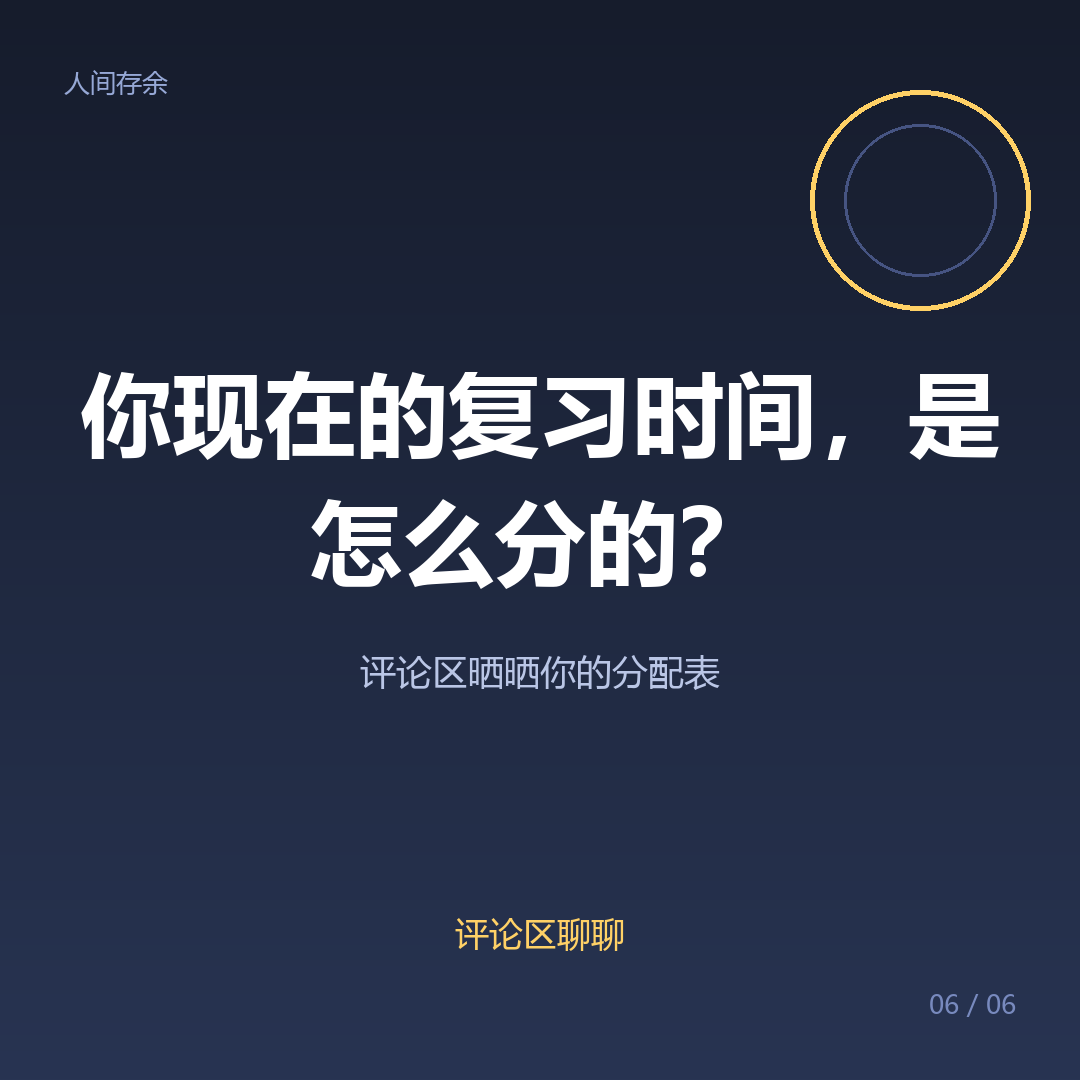 人间存余
你现在的复习时间，是
怎么分的？
评论区晒晒你的分配表
评论区聊聊
06 / 06